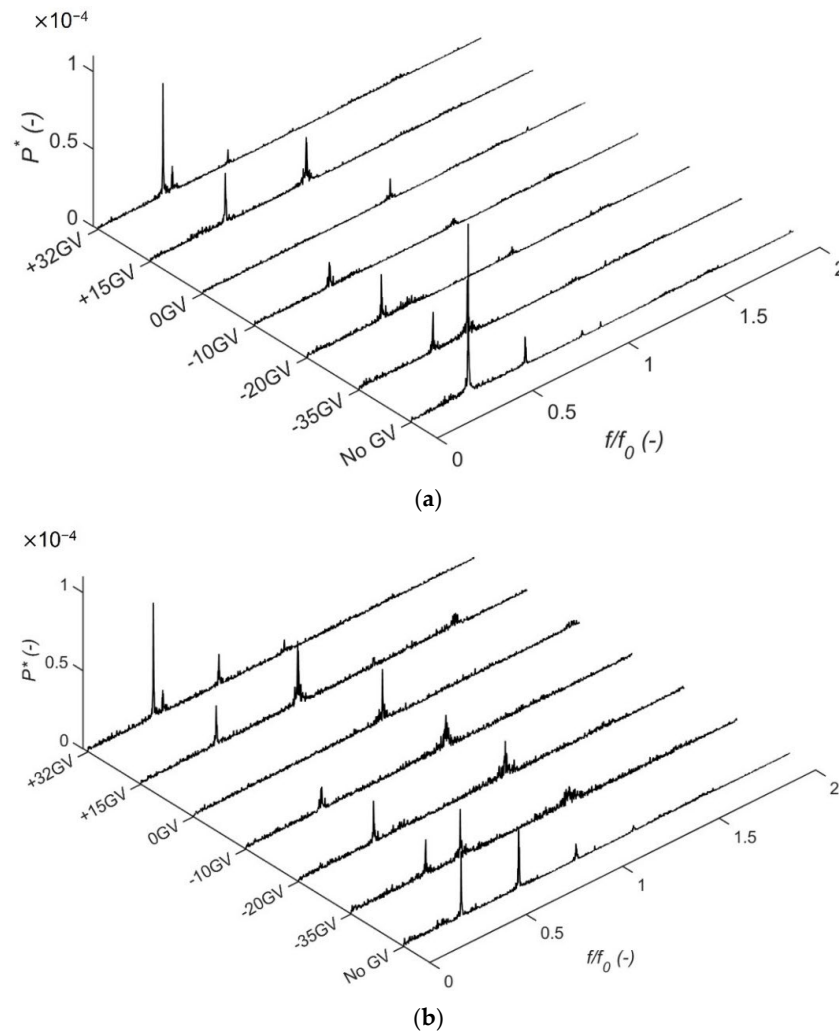 ×10⁻⁴
1
0.5
0
P* (-)
+32GV
+15GV
0GV
-10GV
-20GV
-35GV
No GV
0
0.5
1
1.5
2
f/f₀ (-)
(a)
×10⁻⁴
1
0.5
0
P* (-)
+32GV
+15GV
0GV
-10GV
-20GV
-35GV
No GV
0
0.5
1
1.5
2
f/f₀ (-)
(b)